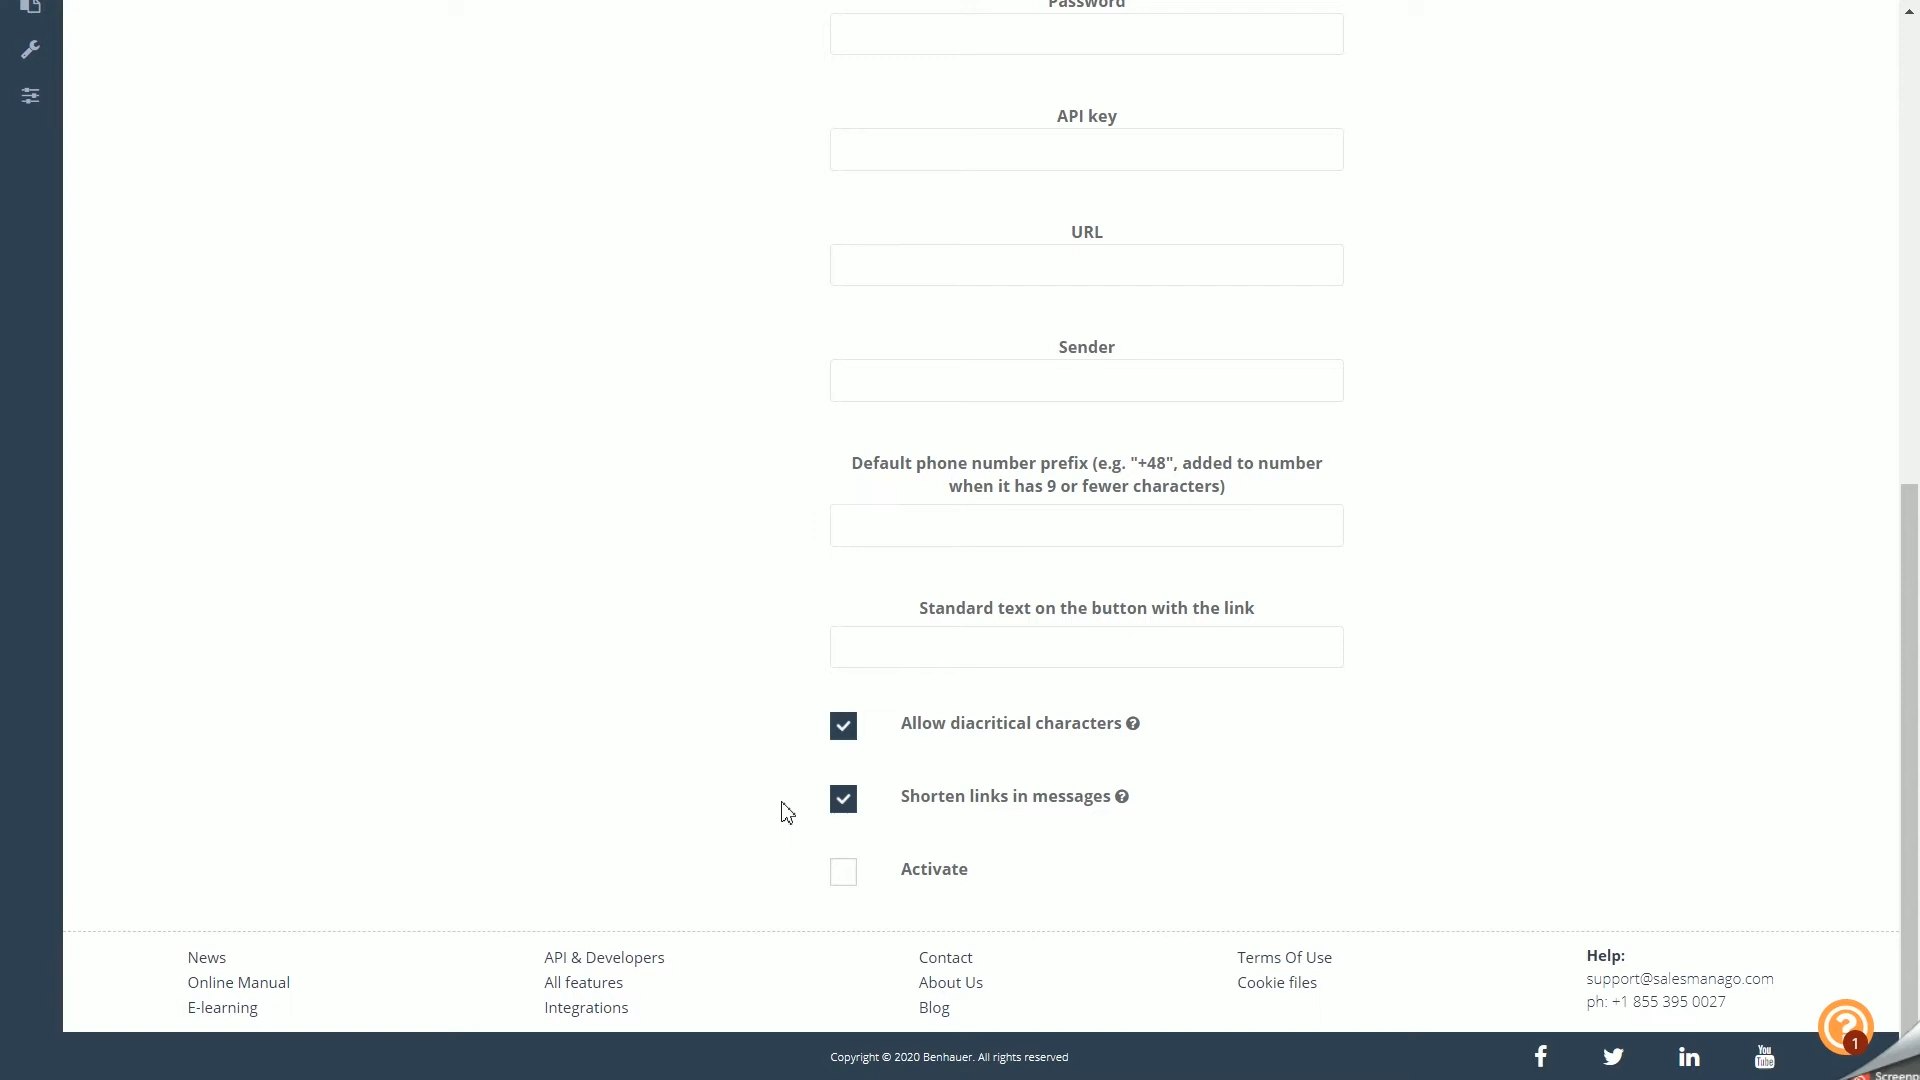 Password
API key
URL
Sender
Default phone number prefix (e.g. "+48", added to number
when it has 9 or fewer characters)
Standard text on the button with the link
Allow diacritical characters
Shorten links in messages
Activate
News
Online Manual
E-learning
API & Developers
All features
Integrations
Contact
About Us
Blog
Terms Of Use
Cookie files
Help:
support@salesmanago.com
ph: +1 855 395 0027
Copyright © 2020 Benhauer. All rights reserved
You
Tube
1